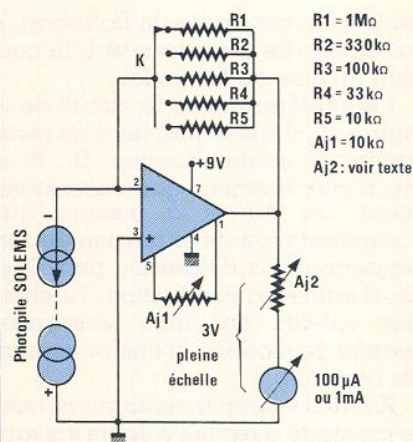 R1
R2
R3
R4
R5
K
R1 = 1MΩ
R2 = 330kΩ
R3 = 100kΩ
R4 = 33kΩ
R5 = 10kΩ
Aj1 = 10kΩ
Aj2 : voir texte
+9V
2
7
3
4
1
5
-
+
Photopile SOLEMS
-
+
Aj1
Aj2
3V
pleine
échelle
100µA
ou 1mA